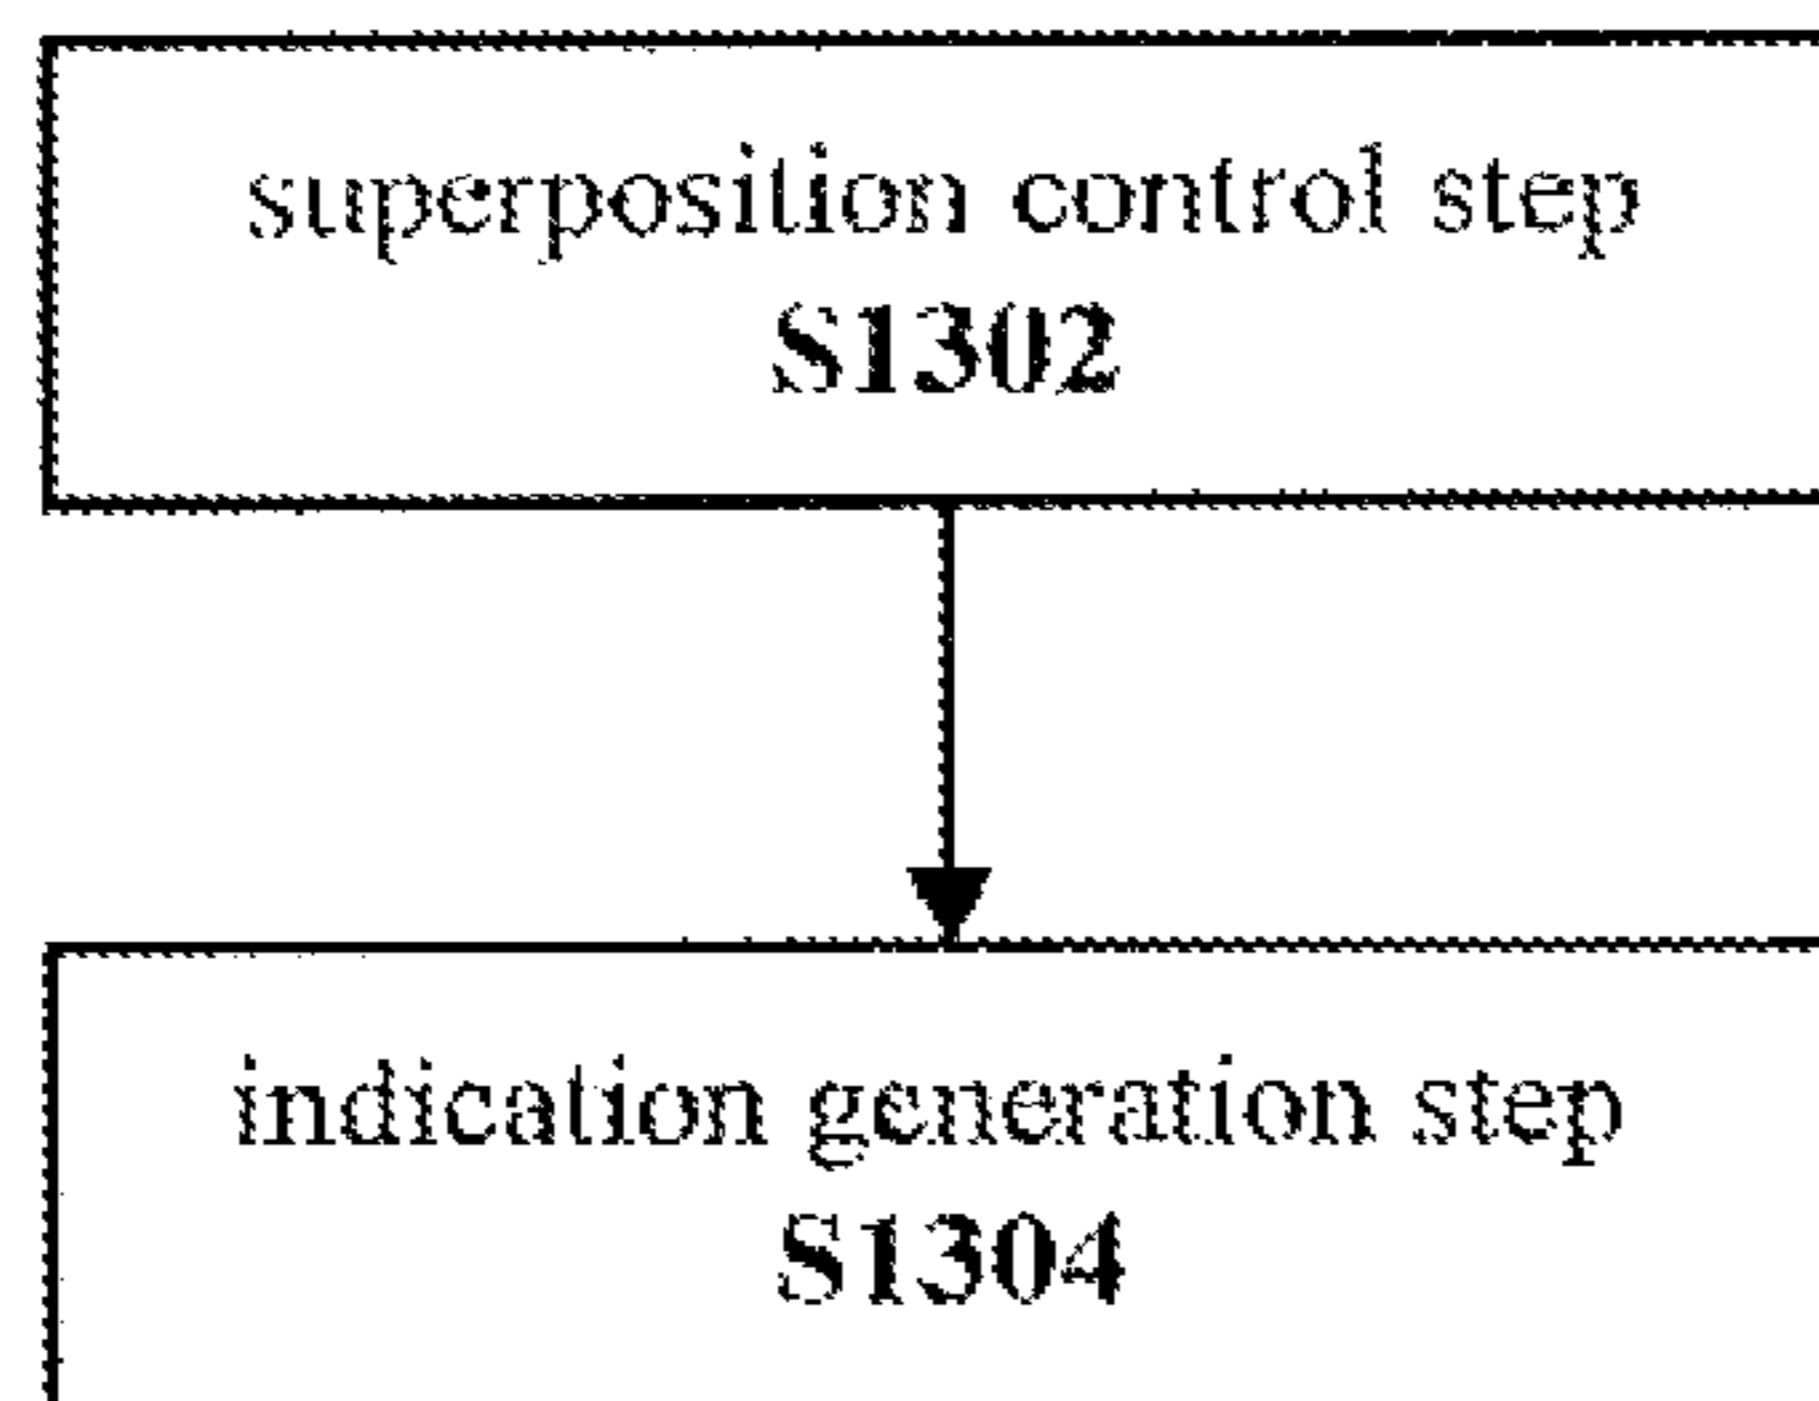 superposition control step
S1302
indication generation step
S1304